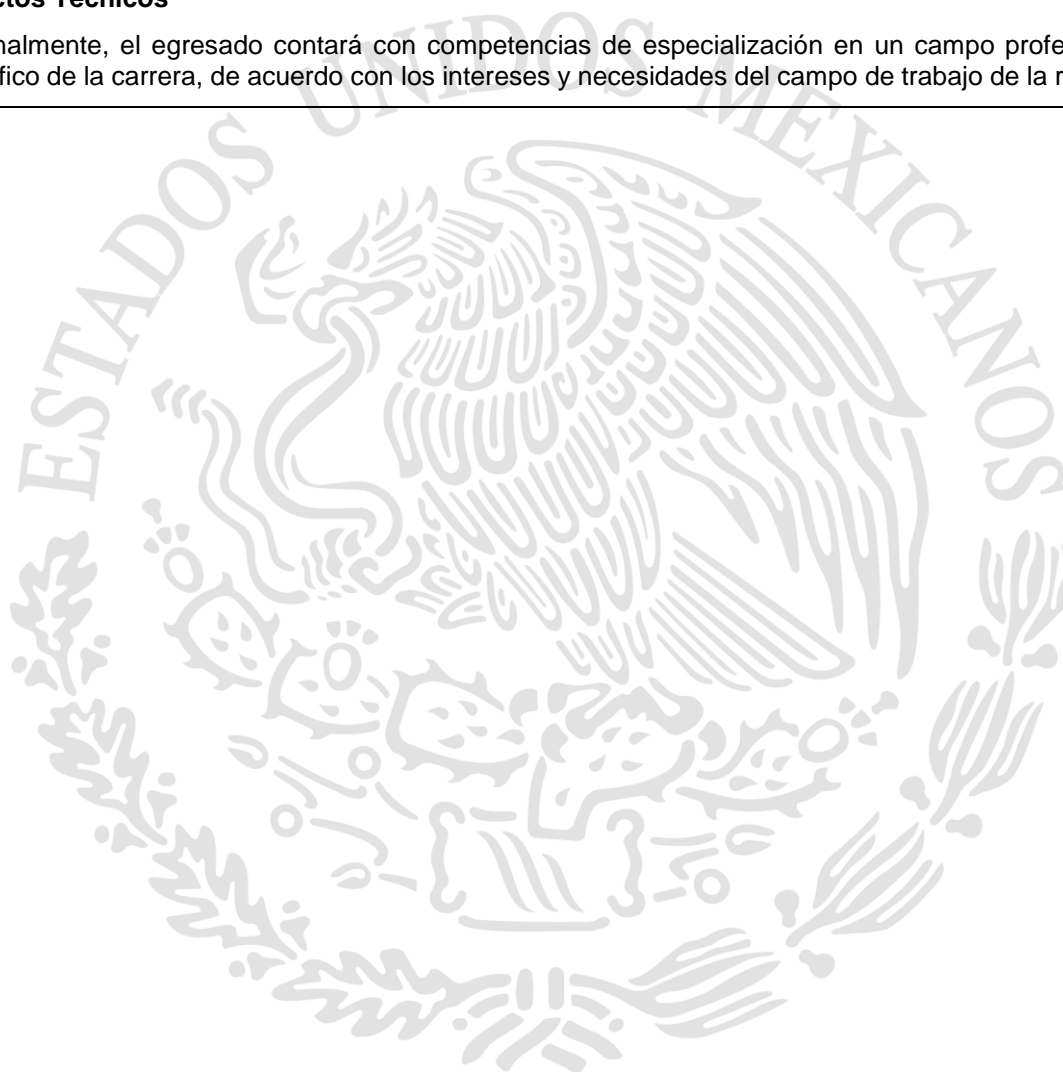 ctos Técnicos
nalmente, el egresado contará con competencias de especialización en un campo profe
fico de la carrera, de acuerdo con los intereses y necesidades del campo de trabajo de la r
ESTADOS UNIDOS MEXICANOS